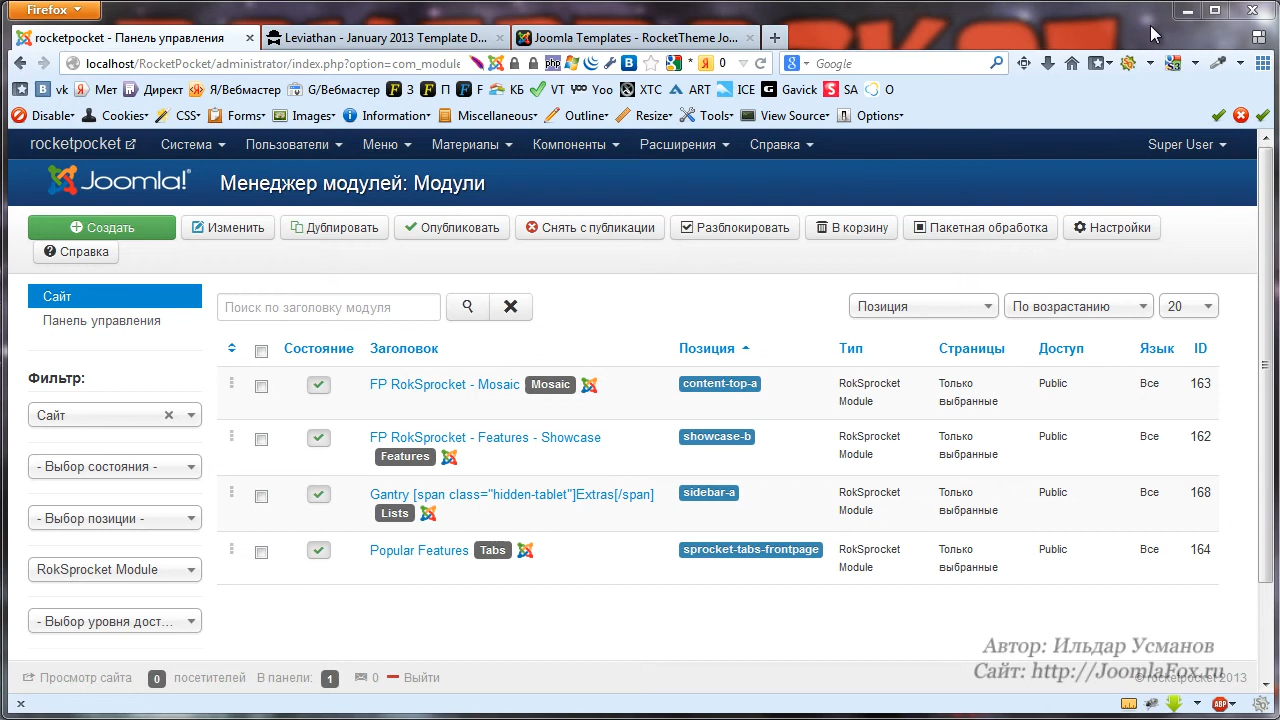 Firefox
rocketpocket - Панель управления
Leviathan - January 2013 Template D...
Joomla Templates - RocketTheme Jo...
localhost/RocketPocket/administrator/index.php?option=com_module
php
0
Google
vk
Мет
Директ
Я/Вебмастер
G/Вебмастер
З
П
F
КБ
VT
Yoo
XTC
ART
ICE
Gavick
SA
O
Disable
Cookies
CSS
Forms
Images
Information
Miscellaneous
Outline
Resize
Tools
View Source
Options
rocketpocket
Система
Пользователи
Меню
Материалы
Компоненты
Расширения
Справка
Super User
Joomla!
Менеджер модулей: Модули
Создать
Изменить
Дублировать
Опубликовать
Снять с публикации
Разблокировать
В корзину
Пакетная обработка
Настройки
Справка
Сайт
Панель управления
Фильтр:
Сайт
- Выбор состояния -
- Выбор позиции -
RokSprocket Module
- Выбор уровня дост...
Поиск по заголовку модуля
Позиция
По возрастанию
20
Состояние Заголовок Позиция Тип Страницы Доступ Язык ID
FP RokSprocket - Mosaic Mosaic content-top-a RokSprocket Только Public Все 163
Module выбранные
FP RokSprocket - Features - Showcase showcase-b RokSprocket Только Public Все 162
Features Module выбранные
Gantry [span class="hidden-tablet"]Extras[/span] sidebar-a RokSprocket Только Public Все 168
Lists Module выбранные
Popular Features Tabs sprocket-tabs-frontpage RokSprocket Только Public Все 164
Module выбранные
Автор: Ильдар Усманов
Сайт: http://JoomlaFox.ru
Просмотр сайта 0 посетителей В панели: 1 0 Выйти
© rocketpocket 2013
ABP